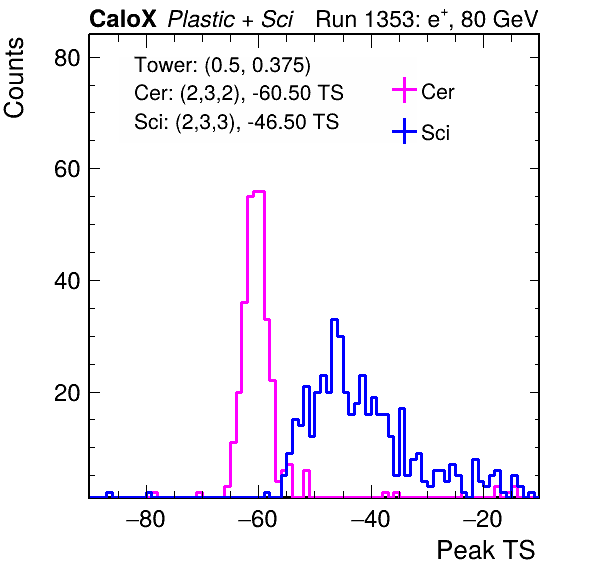 CaloX Plastic + Sci Run 1353: e⁺, 80 GeV
Counts
80
60
40
20
Tower: (0.5, 0.375)
Cer: (2,3,2), -60.50 TS
Sci: (2,3,3), -46.50 TS
Cer
Sci
−80 −60 −40 −20
Peak TS